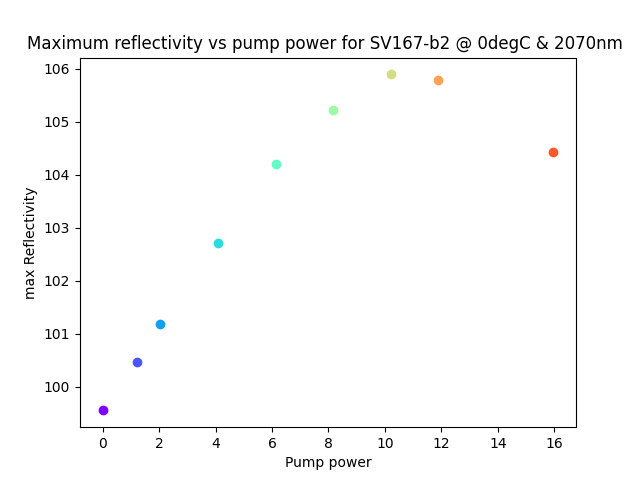 Maximum reflectivity vs pump power for SV167-b2 @ 0degC & 2070nm
106
105
104
103
102
101
100
max Reflectivity
0 2 4 6 8 10 12 14 16
Pump power